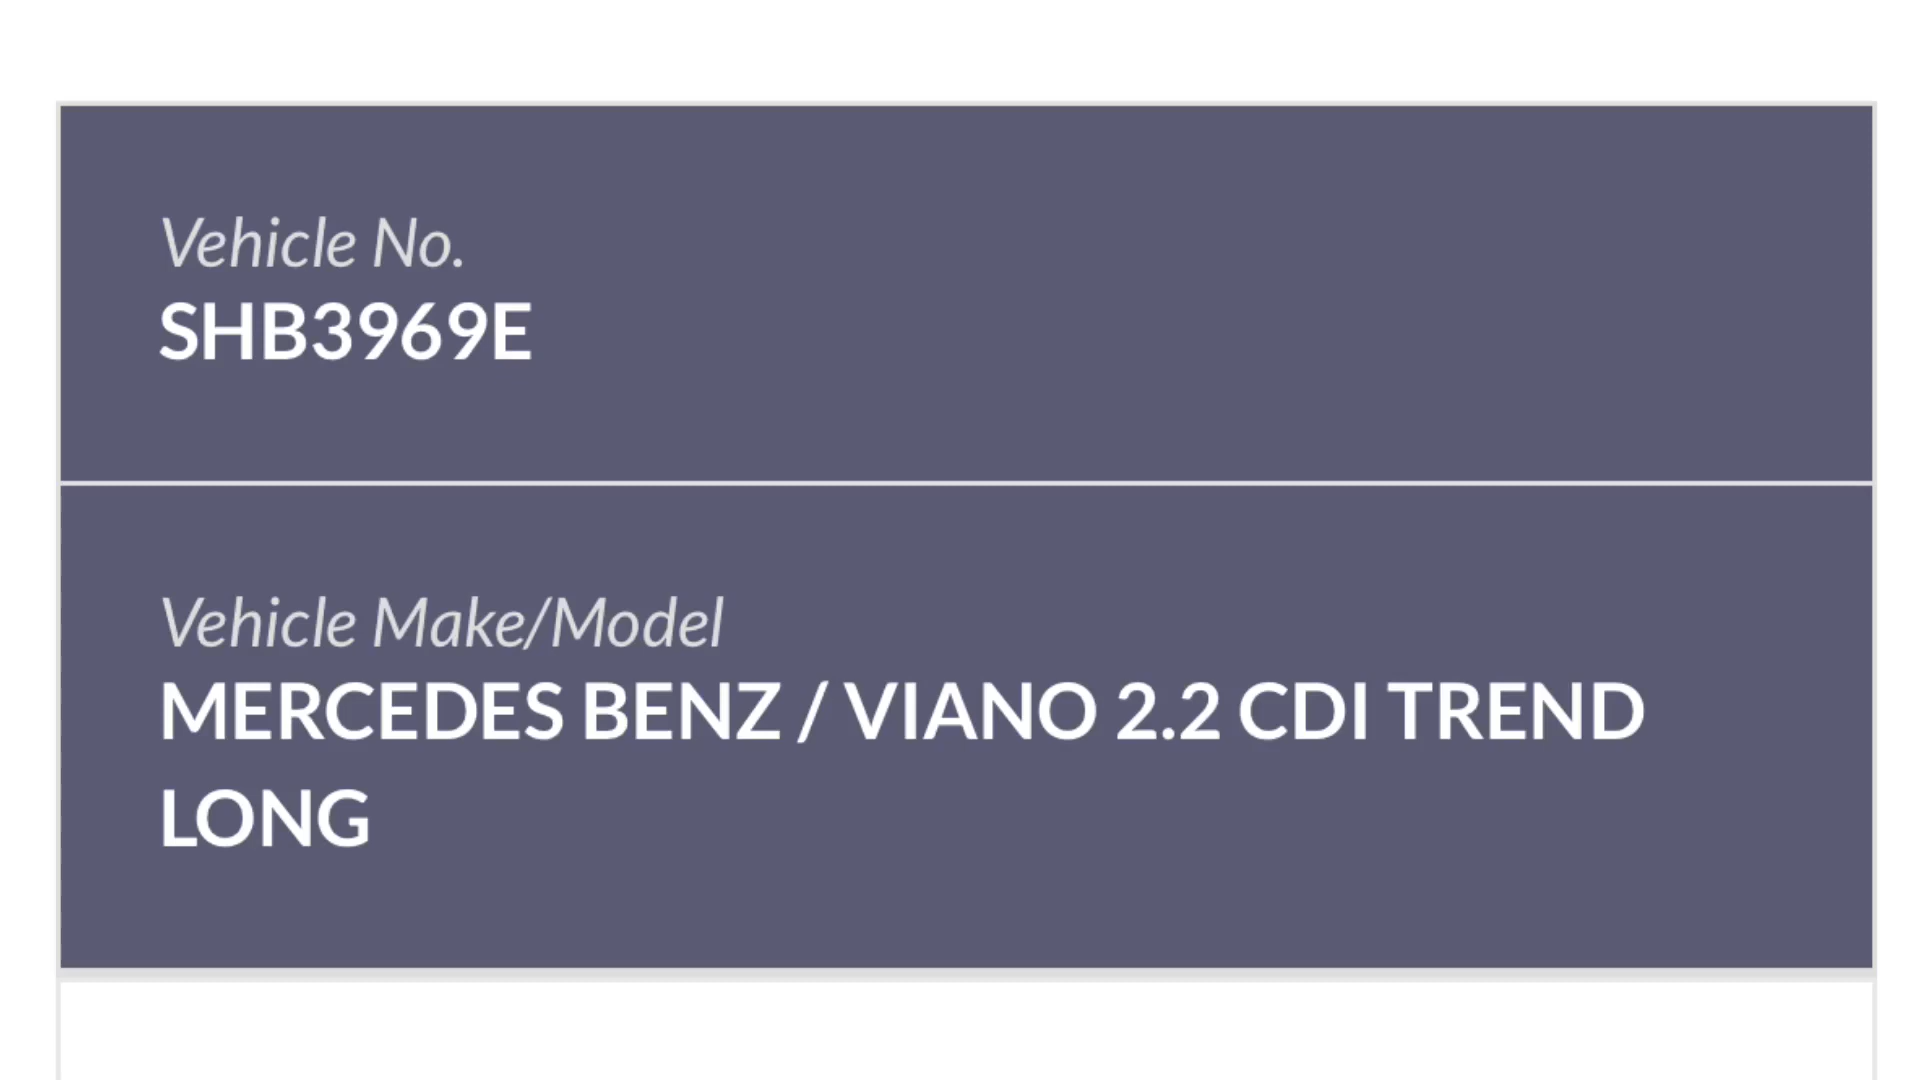 Vehicle No.
SHB3969E
Vehicle Make/Model
MERCEDES BENZ / VIANO 2.2 CDI TREND
LONG